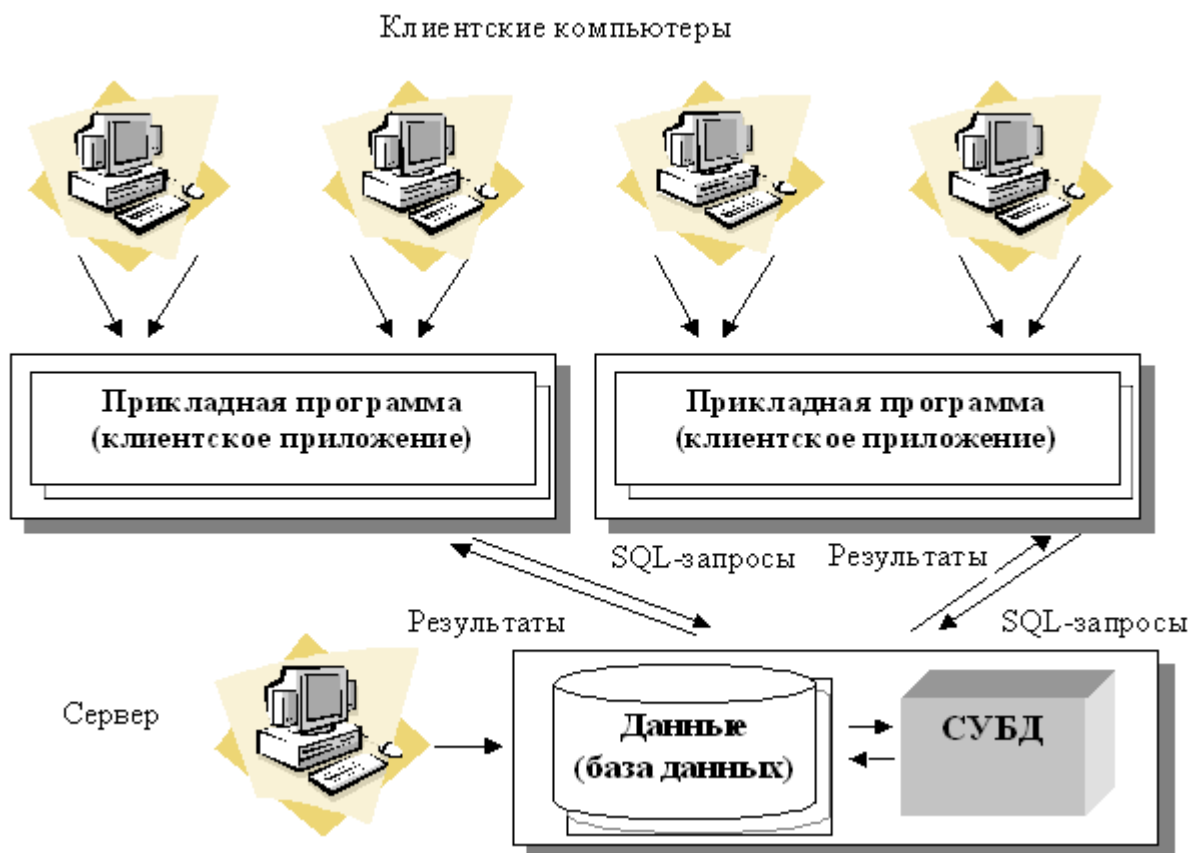 Клиентские компьютеры
Прикладная программа
(клиентское приложение)
Прикладная программа
(клиентское приложение)
SQL-запросы
Результаты
Результаты
SQL-запросы
Сервер
Данные
(база данных)
СУБД